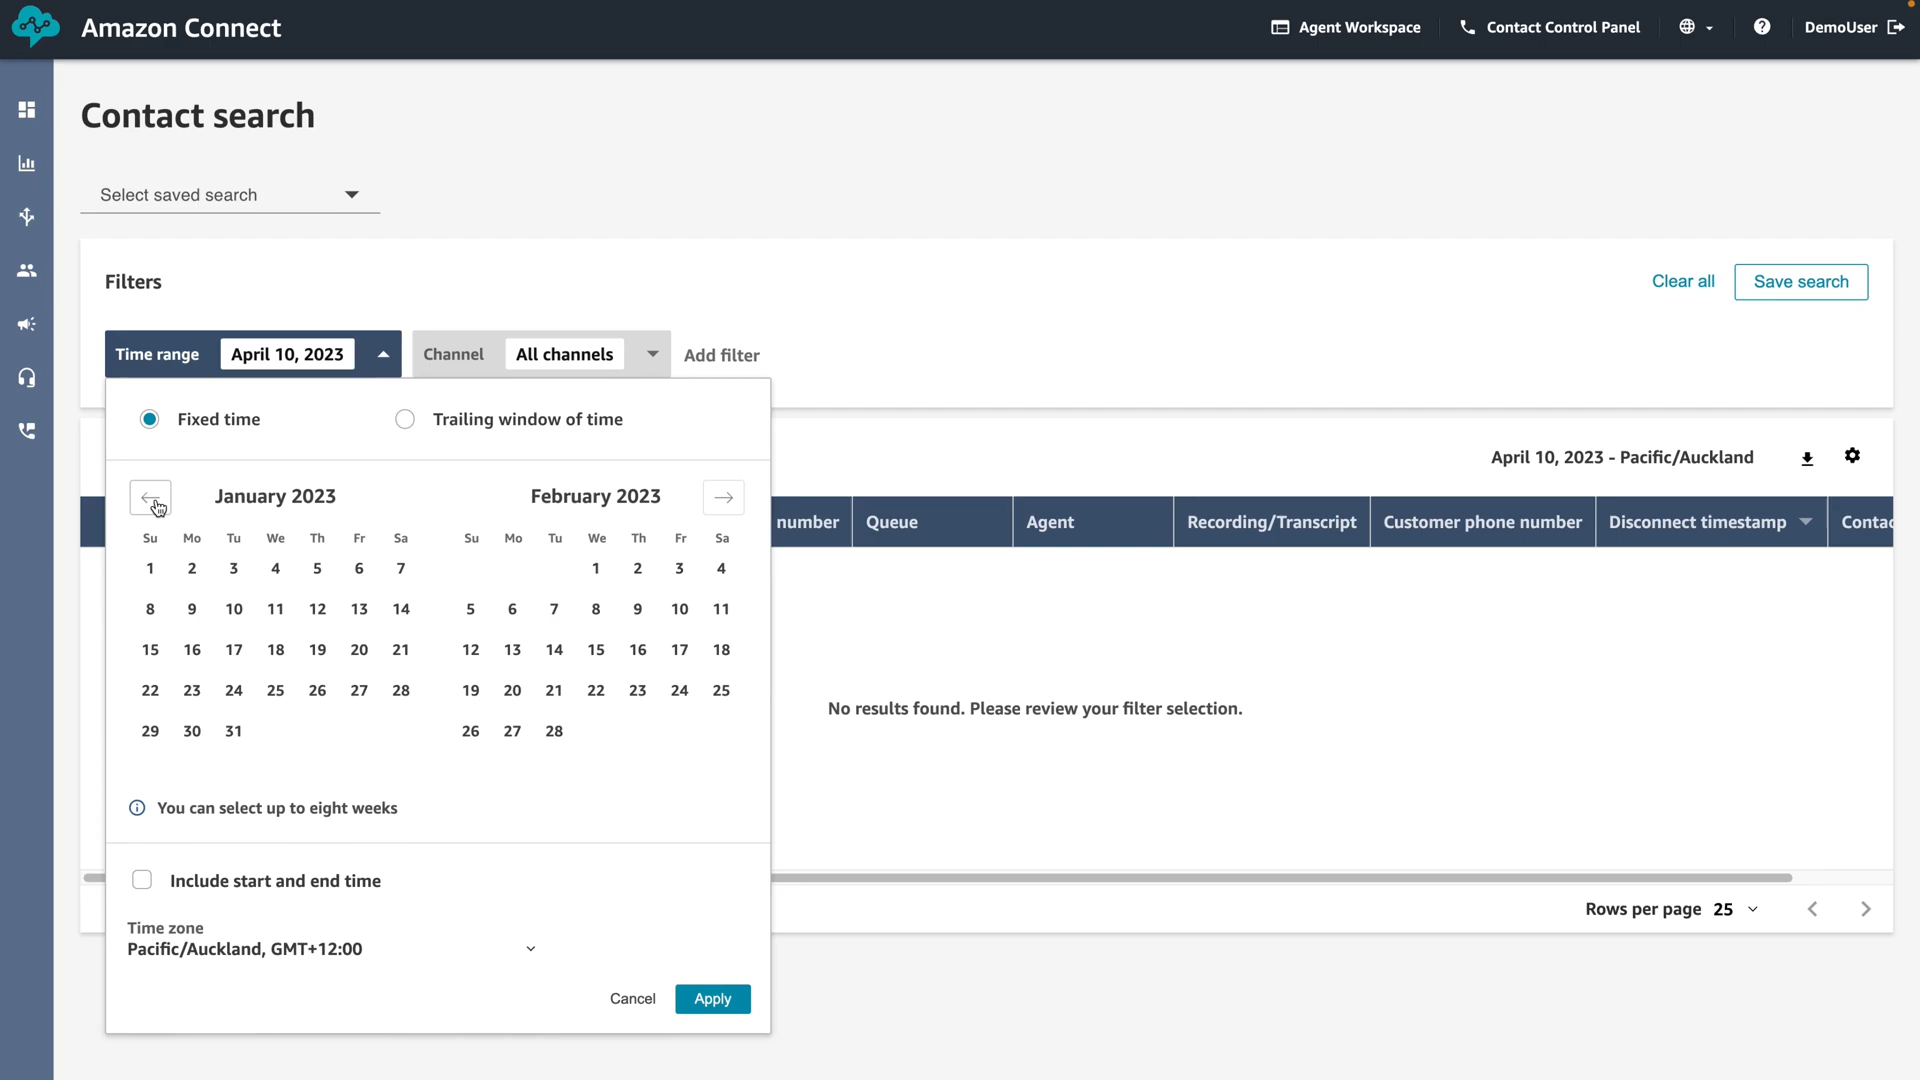 Amazon Connect
Agent Workspace
Contact Control Panel
DemoUser
Contact search
Select saved search
Filters
Clear all
Save search
Time range April 10, 2023
Channel All channels
Add filter
Fixed time
Trailing window of time
April 10, 2023 - Pacific/Auckland
number Queue Agent Recording/Transcript Customer phone number Disconnect timestamp Contac
January 2023
Su Mo Tu We Th Fr Sa
1 2 3 4 5 6 7
8 9 10 11 12 13 14
15 16 17 18 19 20 21
22 23 24 25 26 27 28
29 30 31
February 2023
Su Mo Tu We Th Fr Sa
1 2 3 4
5 6 7 8 9 10 11
12 13 14 15 16 17 18
19 20 21 22 23 24 25
26 27 28
No results found. Please review your filter selection.
You can select up to eight weeks
Include start and end time
Time zone
Pacific/Auckland, GMT+12:00
Cancel
Apply
Rows per page 25